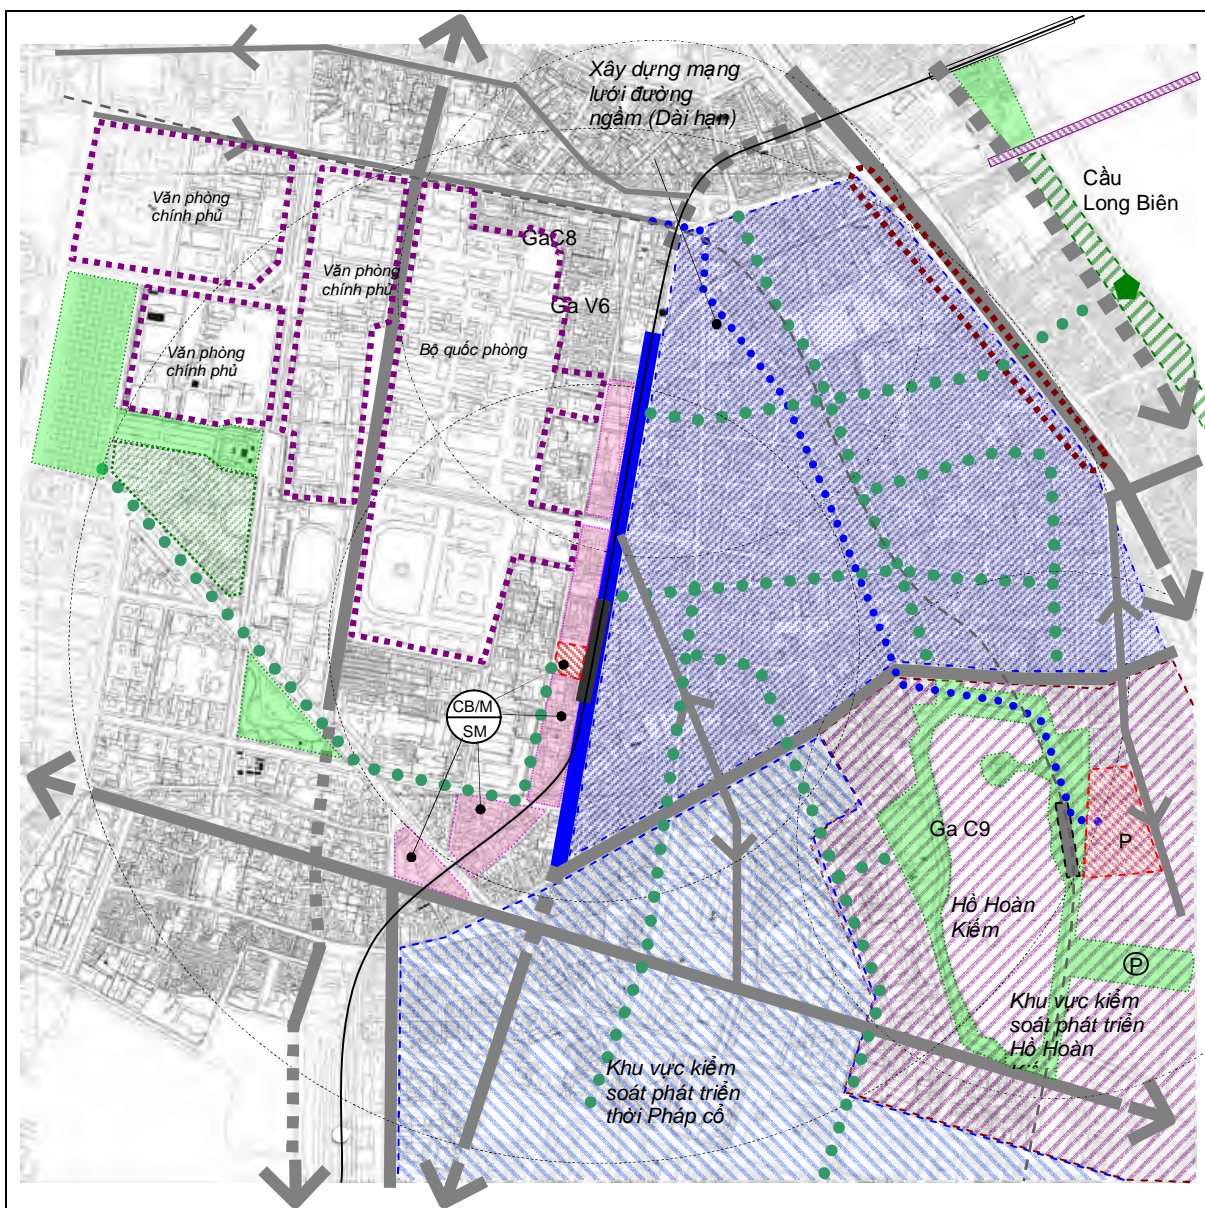 Xây dựng mạng
lưới đường
ngầm (Dài hạn)
Cầu
Long Biên
Văn phòng
chính phủ
GaC8
Văn phòng
chính phủ
Ga V6
Văn phòng
chính phủ
Bộ quốc phòng
CB/M
SM
Ga C9
P
Hồ Hoàn
Kiếm
P
Khu vực kiểm
soát phát triển
Hồ Hoàn
Khu vực kiểm
soát phát triển
thời Pháp cổ